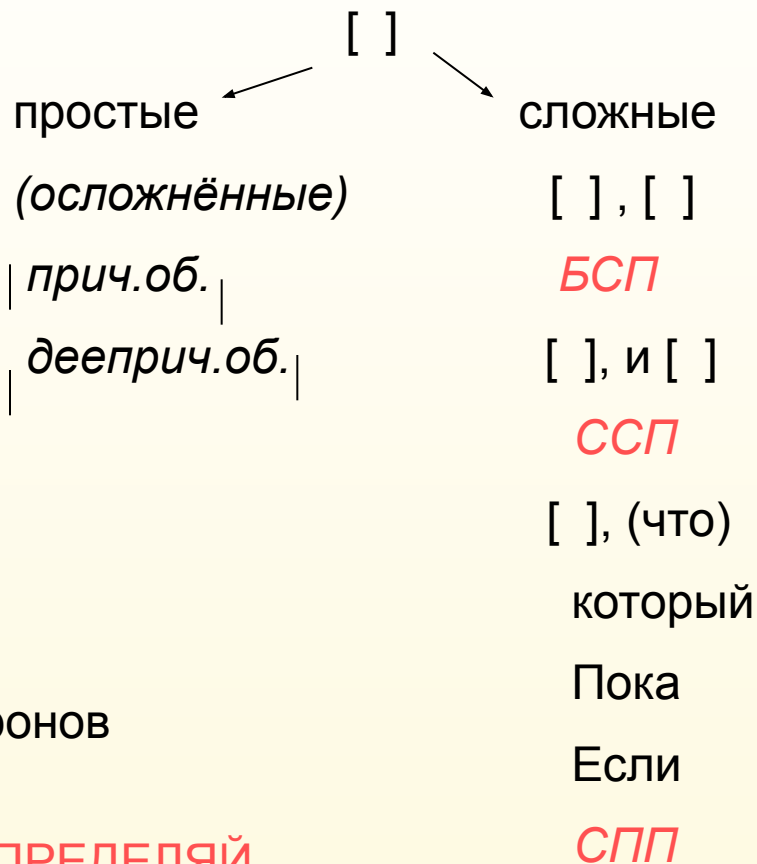 [ ]
простые сложные
(осложнённые) [ ] , [ ]
прич.об. БСП
дееприч.об. [ ], и [ ]
ССП
[ ], (что)
который
Пока
Если
СПП